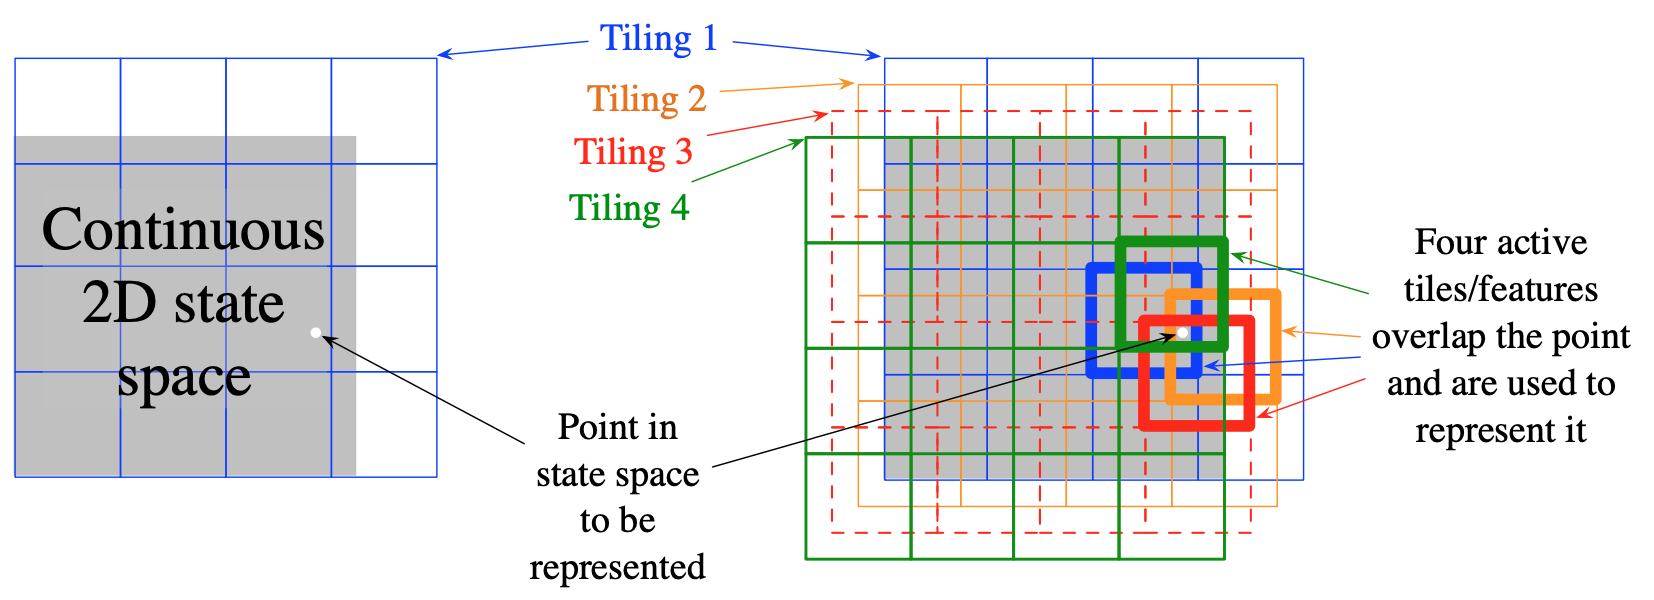 Tiling 1
Tiling 2
Tiling 3
Tiling 4
Continuous
2D state
space
Point in
state space
to be
represented
Four active
tiles/features
overlap the point
and are used to
represent it